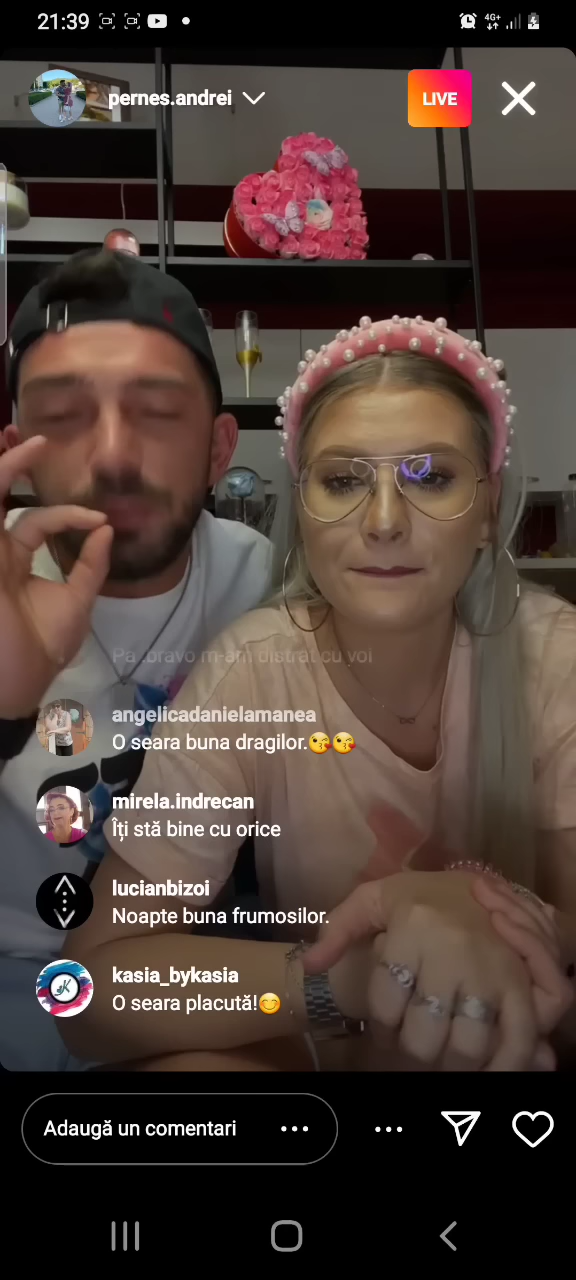 21:39
4G+
pernes.andrei
LIVE
Pa bravo m-am distrat cu voi
angelicadanielamanea
O seara buna dragilor.😘😘
mirela.indrecan
Îți stă bine cu orice
lucianbizoi
Noapte buna frumosilor.
kasia_bykasia
O seara placută!😊
Adaugă un comentari